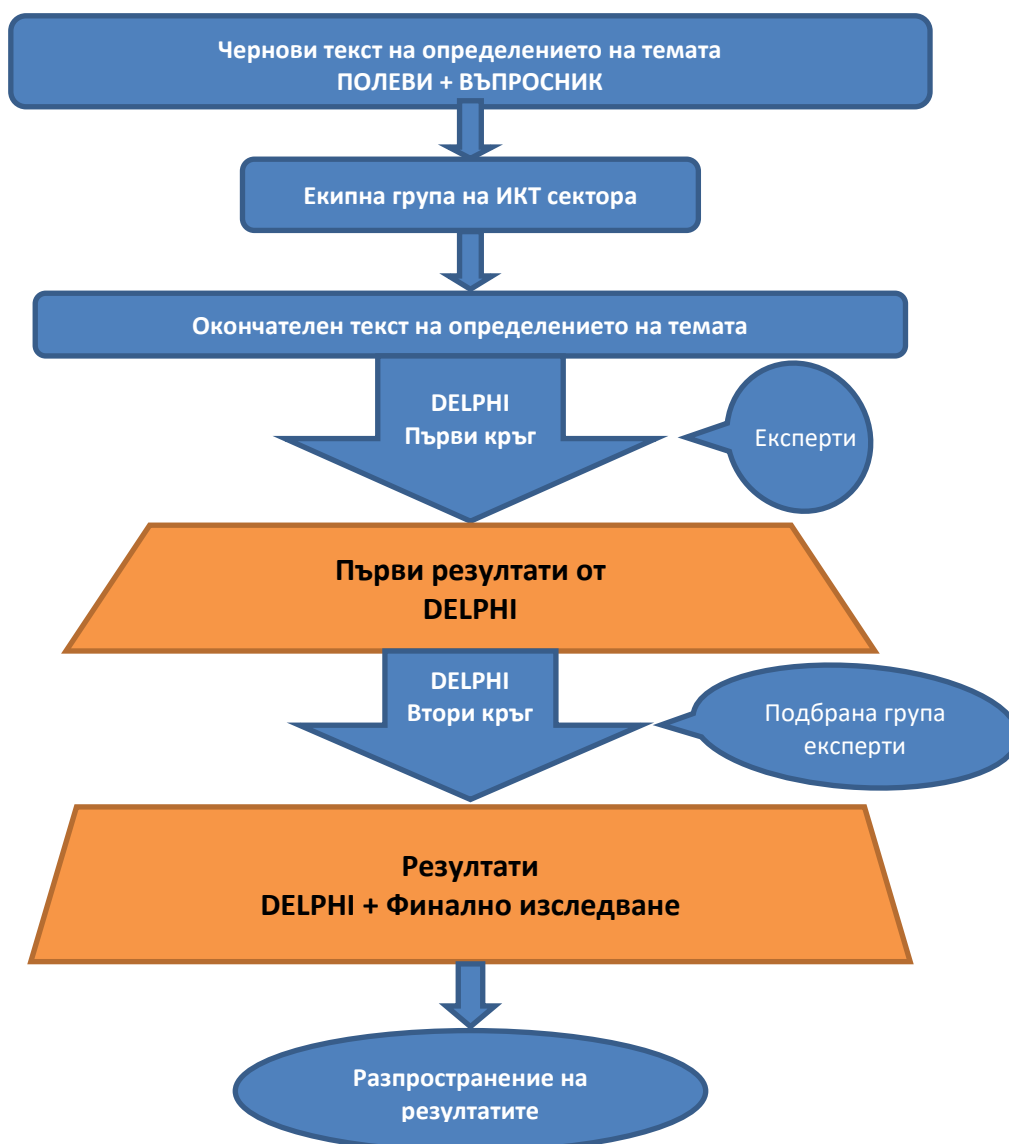 Чернови текст на определението на темата
ПОЛЕВИ + ВЪПРОСНИК
Екипна група на ИКТ сектора
Окончателен текст на определението на темата
DELPHI
Първи кръг
Експерти
Първи резултати от
DELPHI
DELPHI
Втори кръг
Подбрана група
експерти
Резултати
DELPHI + Финално изследване
Разпространение на
резултатите